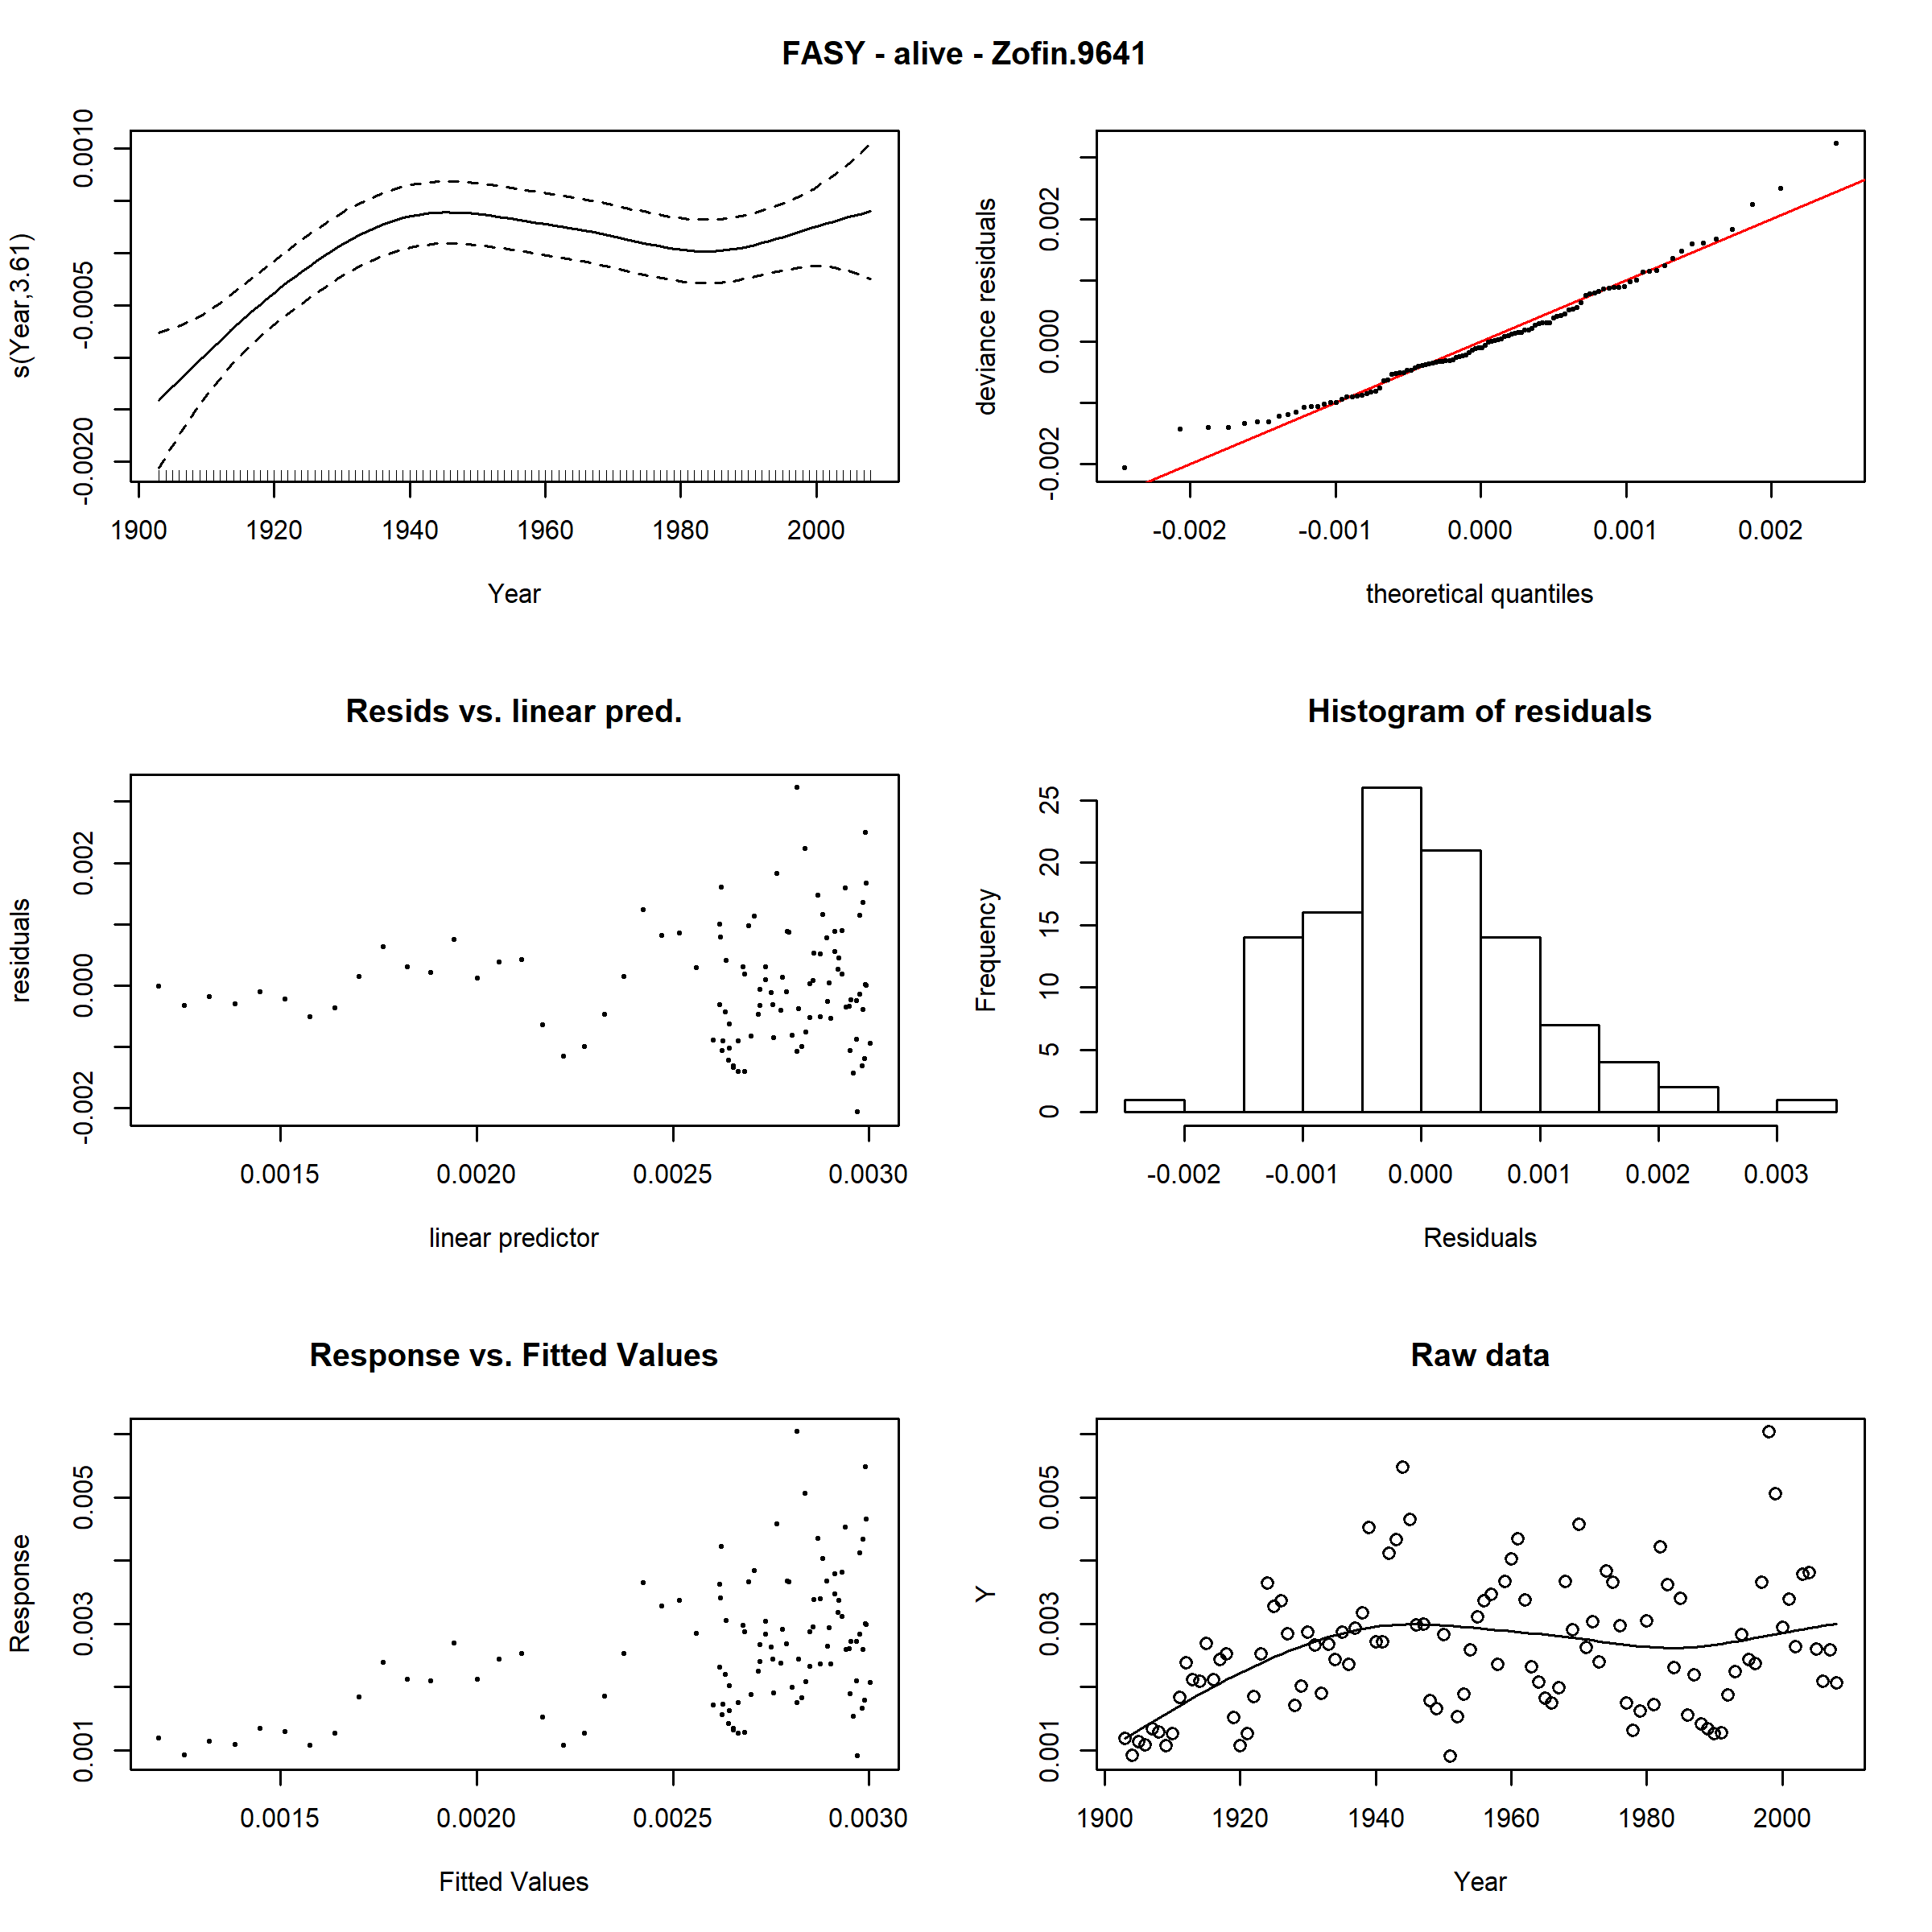 FASY - alive - Zofin.9641
s(Year,3.61)
-0.0020 -0.0005 0.0010
1900 1920 1940 1960 1980 2000
Year
deviance residuals
-0.002 0.000 0.002
-0.002 -0.001 0.000 0.001 0.002
theoretical quantiles
Resids vs. linear pred.
residuals
-0.002 0.000 0.002
0.0015 0.0020 0.0025 0.0030
linear predictor
Histogram of residuals
Frequency
0 5 10 15 20 25
-0.002 -0.001 0.000 0.001 0.002 0.003
Residuals
Response vs. Fitted Values
Response
0.001 0.003 0.005
0.0015 0.0020 0.0025 0.0030
Fitted Values
Raw data
Y
0.001 0.003 0.005
1900 1920 1940 1960 1980 2000
Year